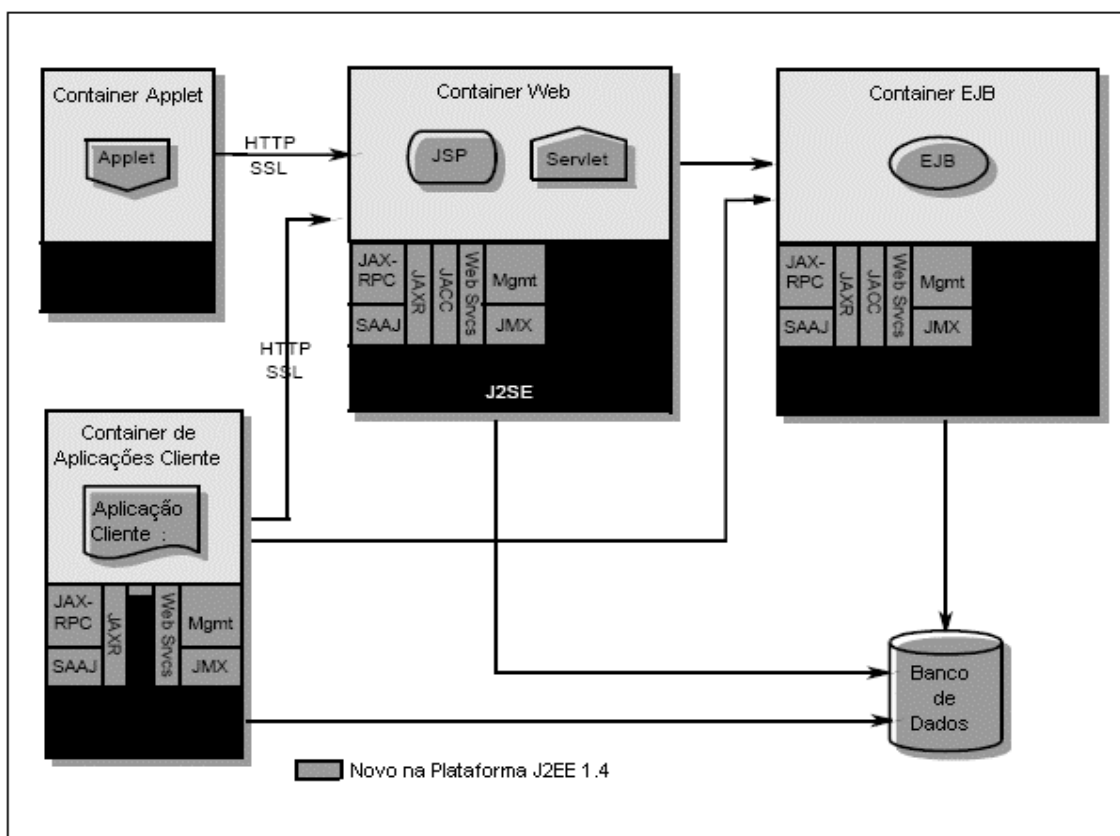 Container Applet
Applet
HTTP
SSL
Container Web
JSP
Servlet
JAX-
RPC
SAAJ
JAXR
JACC
Web Srvcs
Mgmt
JMX
J2SE
Container EJB
EJB
JAX-
RPC
SAAJ
JAXR
JACC
Web Srvcs
Mgmt
JMX
HTTP
SSL
Container de
Aplicações Cliente
Aplicação
Cliente :
JAX-
RPC
SAAJ
JAXR
Web Srvcs
Mgmt
JMX
Banco
de
Dados
Novo na Plataforma J2EE 1.4